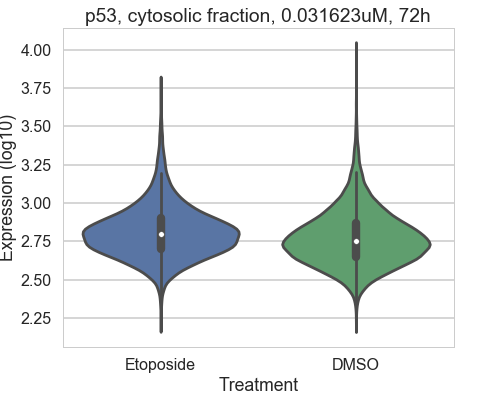 p53, cytosolic fraction, 0.031623uM, 72h
4.00
3.75
3.50
3.25
3.00
2.75
2.50
2.25
Expression (log10)
Etoposide
DMSO
Treatment